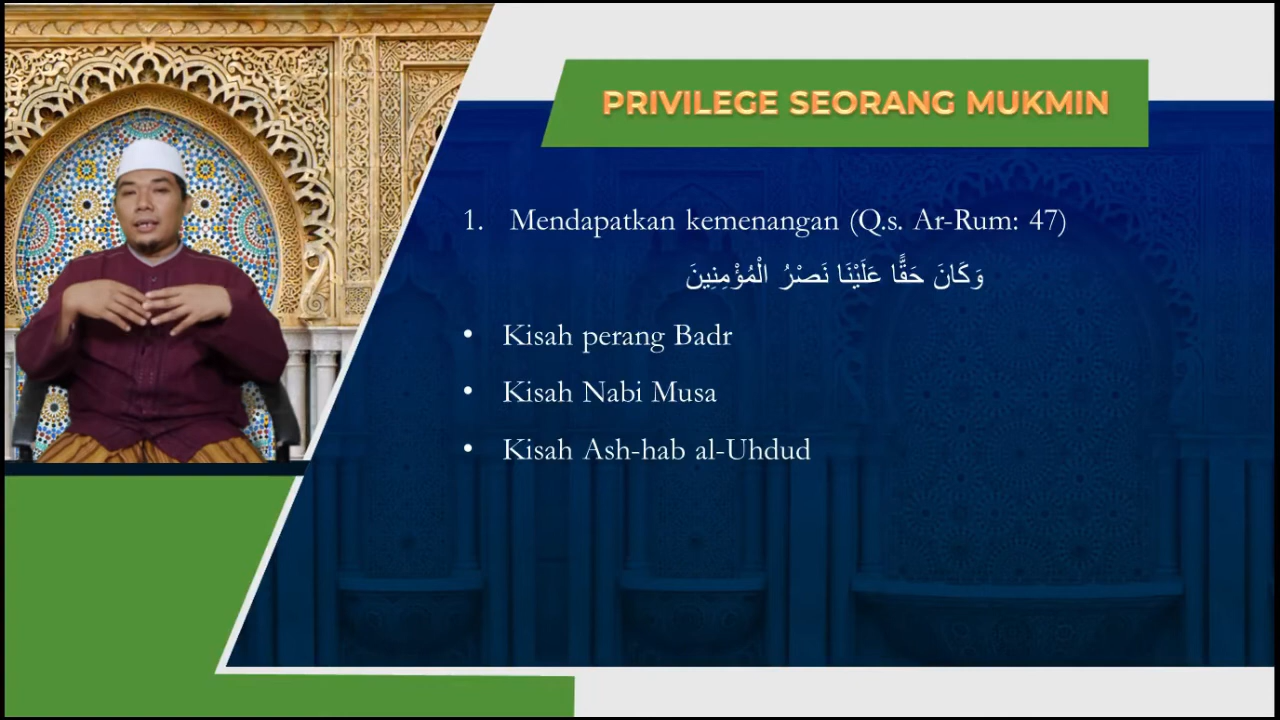 PRIVILEGE SEORANG MUKMIN
1. Mendapatkan kemenangan (Q.s. Ar-Rum: 47)
وَكَانَ حَقًّا عَلَيْنَا نَصْرُ الْمُؤْمِنِينَ
• Kisah perang Badr
• Kisah Nabi Musa
• Kisah Ash-hab al-Uhdud